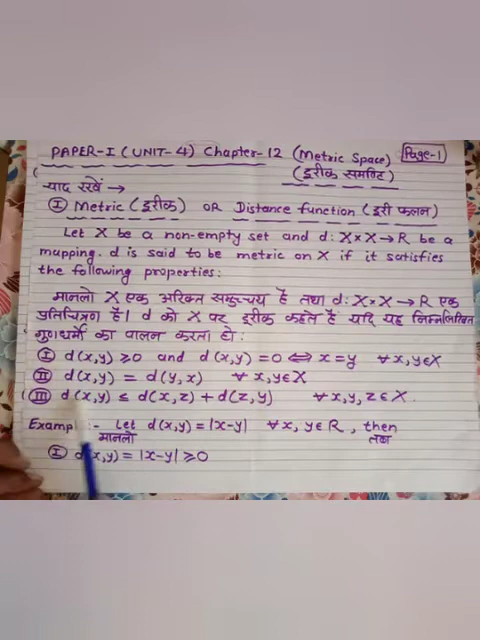 PAPER-I (UNIT-4) Chapter-12 (Metric Space) Page-1
(दूरीक समष्टि)
याद रखें →
(I) Metric (दूरीक) OR Distance function (दूरी फलन)
Let X be a non-empty set and d: X×X→R be a
mapping. d is said to be metric on X if it satisfies
the following properties:
मानलो X एक अरिक्त समुच्चय है तथा d: X×X→R एक
प्रतिचित्रण है। d को X पर दूरीक कहते हैं यदि यह निम्नलिखित
गुणधर्मों का पालन करता हो:
(I) d(x,y) ≥0 and d(x,y) =0 ⇔ x=y ∀x,y∈X
(II) d(x,y) = d(y,x) ∀ x,y∈X
(III) d(x,y) ≤ d(x,z) + d(z,y) ∀x,y,z∈X.
Example:- Let d(x,y) = |x-y| ∀x, y∈R, then
मानलो तब
(I) d(x,y) = |x-y| ≥0